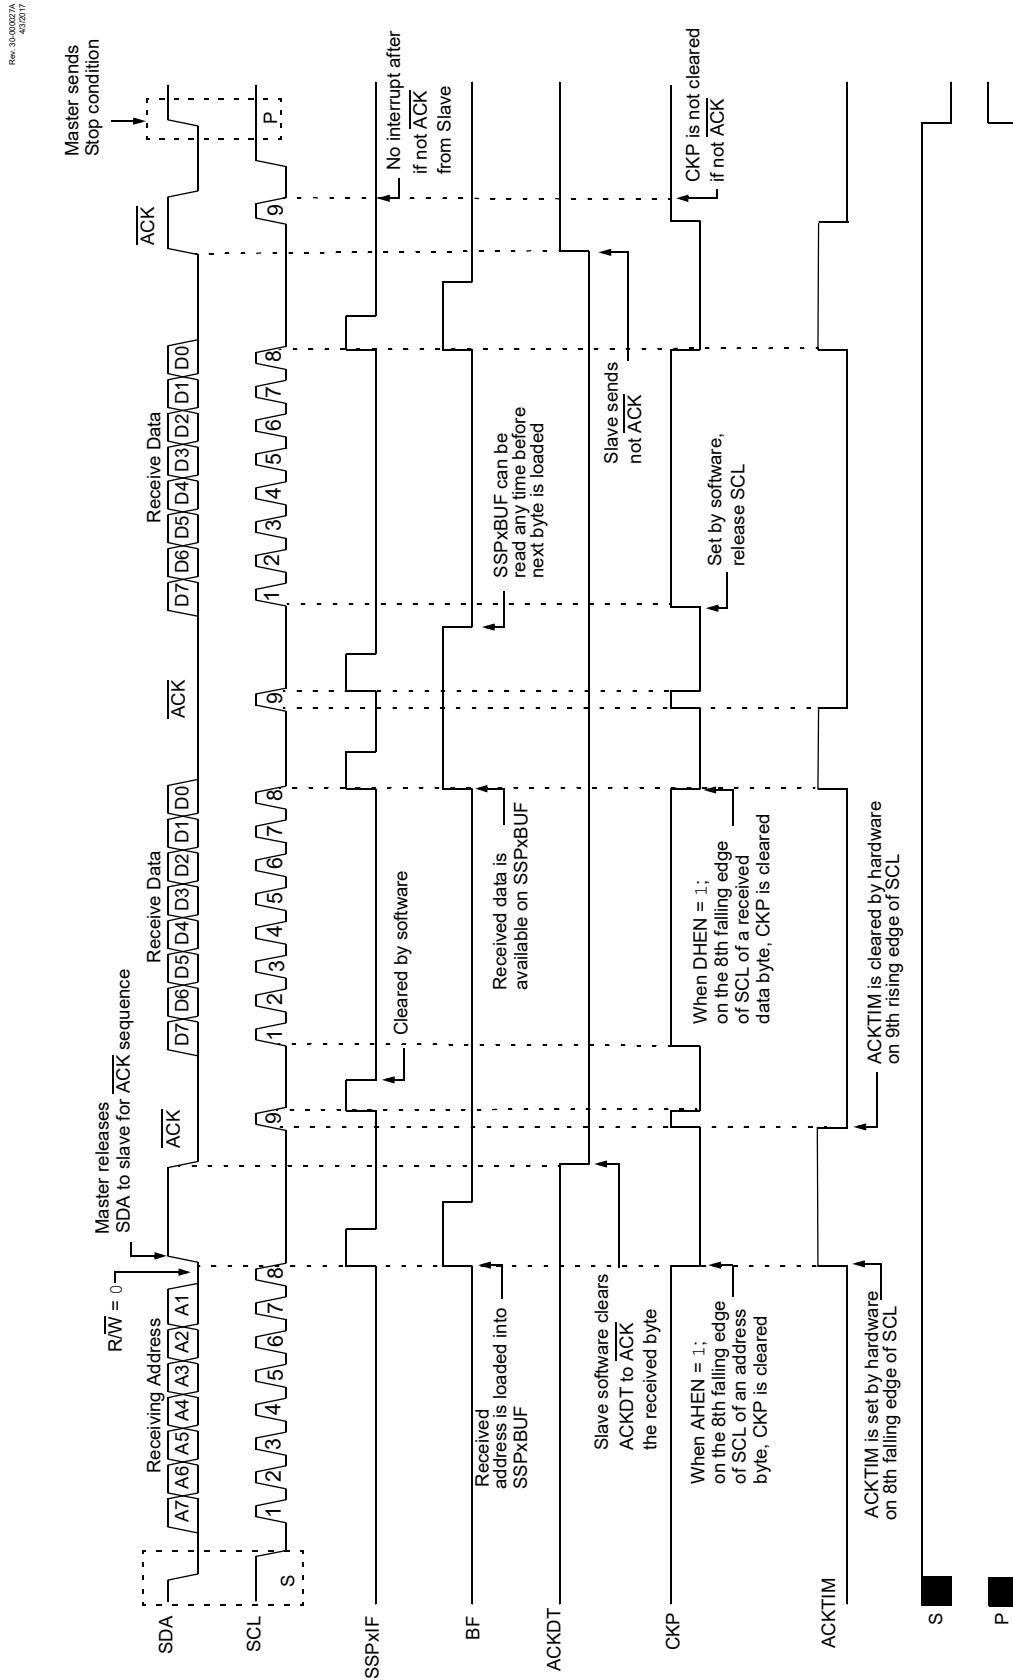 Rev. 30-000027A
4/3/2017
Master sends
Stop condition
Master releases
SDA to slave for ACK sequence
R/W = 0
Receiving Address
ACK
Receive Data
ACK
Receive Data
ACK
SDA
A7 A6 A5 A4 A3 A2 A1
D7 D6 D5 D4 D3 D2 D1 D0
D7 D6 D5 D4 D3 D2 D1 D0
SCL
S
1 2 3 4 5 6 7 8 9
1 2 3 4 5 6 7 8 9
1 2 3 4 5 6 7 8 9
P
SSPxIF
Cleared by software
No interrupt after
if not ACK
from Slave
BF
Received
address is loaded into
SSPxBUF
Received data is
available on SSPxBUF
SSPxBUF can be
read any time before
next byte is loaded
ACKDT
Slave software clears
ACKDT to ACK
the received byte
Slave sends
not ACK
CKP
When AHEN = 1;
on the 8th falling edge
of SCL of an address
byte, CKP is cleared
When DHEN = 1;
on the 8th falling edge
of SCL of a received
data byte, CKP is cleared
Set by software,
release SCL
CKP is not cleared
if not ACK
ACKTIM
ACKTIM is set by hardware
on 8th falling edge of SCL
ACKTIM is cleared by hardware
on 9th rising edge of SCL
S
P